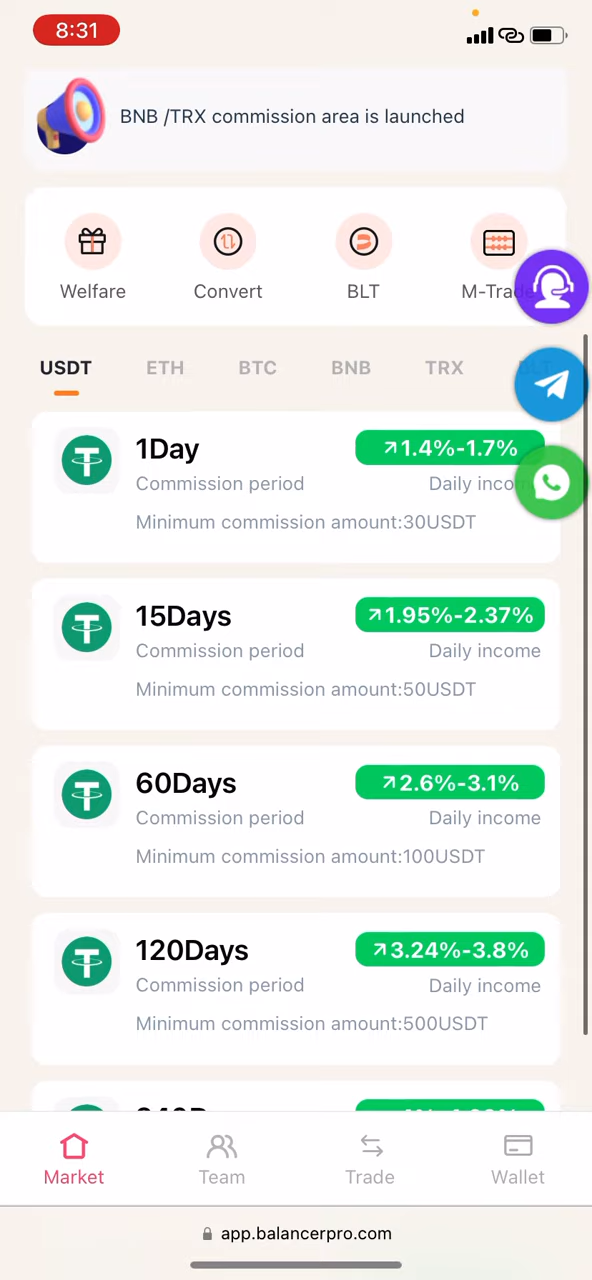 8:31
BNB /TRX commission area is launched
Welfare
Convert
BLT
M-Trade
USDT
ETH
BTC
BNB
TRX
BLT
1Day
1.4%-1.7%
Commission period
Daily income
Minimum commission amount:30USDT
15Days
1.95%-2.37%
Commission period
Daily income
Minimum commission amount:50USDT
60Days
2.6%-3.1%
Commission period
Daily income
Minimum commission amount:100USDT
120Days
3.24%-3.8%
Commission period
Daily income
Minimum commission amount:500USDT
Market
Team
Trade
Wallet
app.balancerpro.com